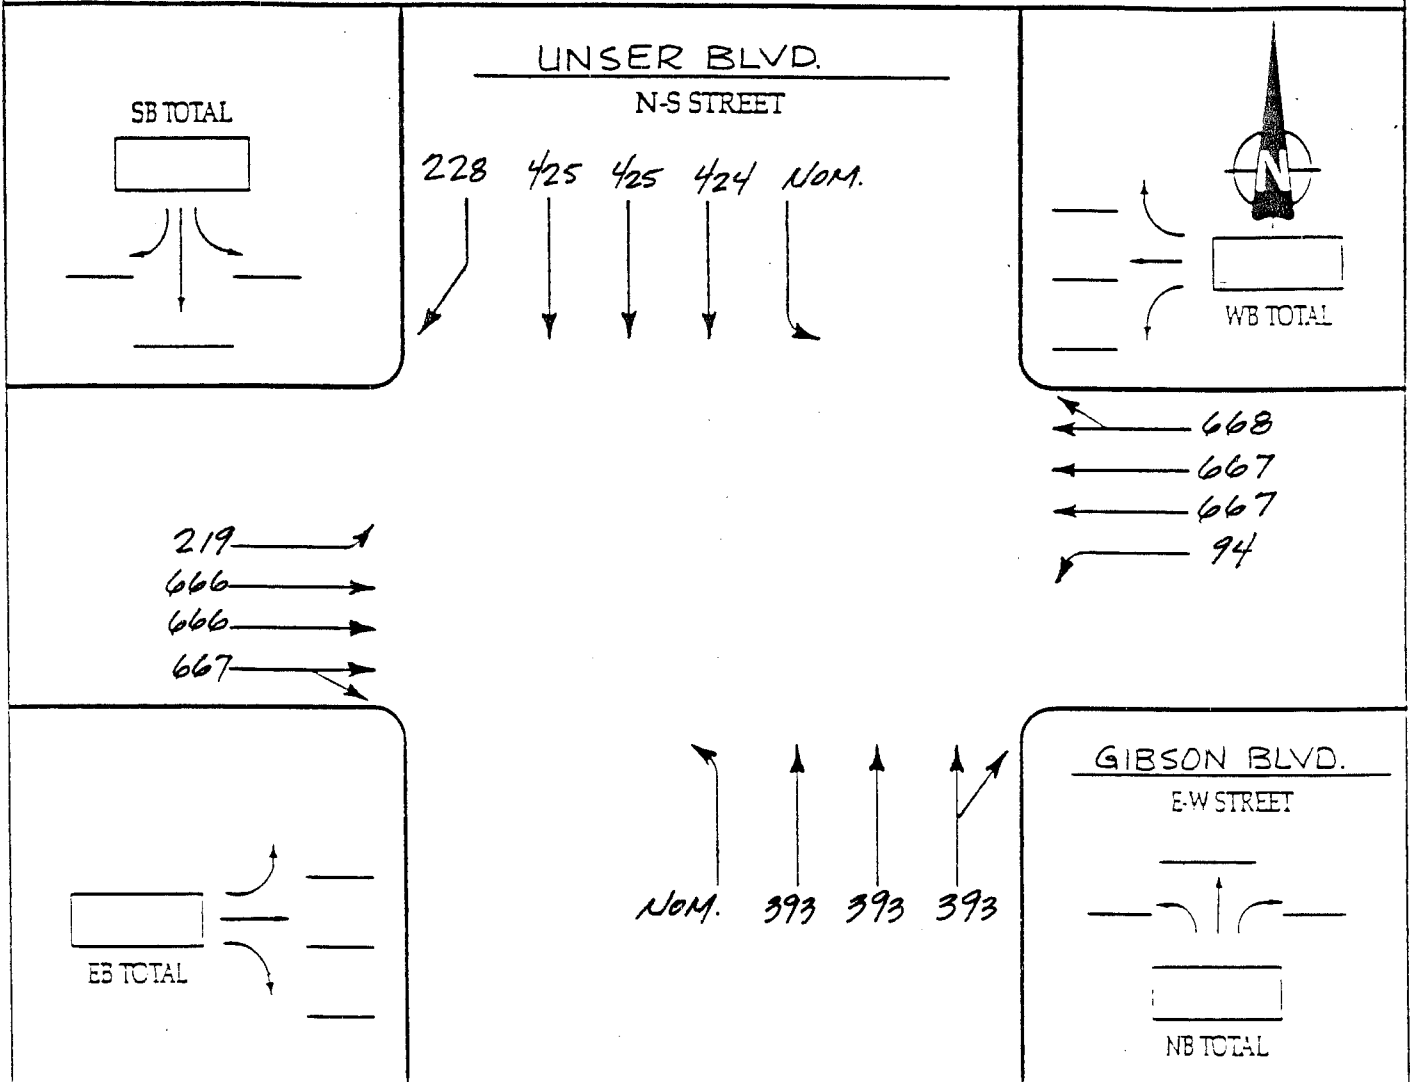 UNSER BLVD.
N-S STREET
SB TOTAL
228 425 425 424 NOM.
N
WB TOTAL
668
667
667
94
219
666
666
667
GIBSON BLVD.
E-W STREET
NOM. 393 393 393
EB TOTAL
NB TOTAL